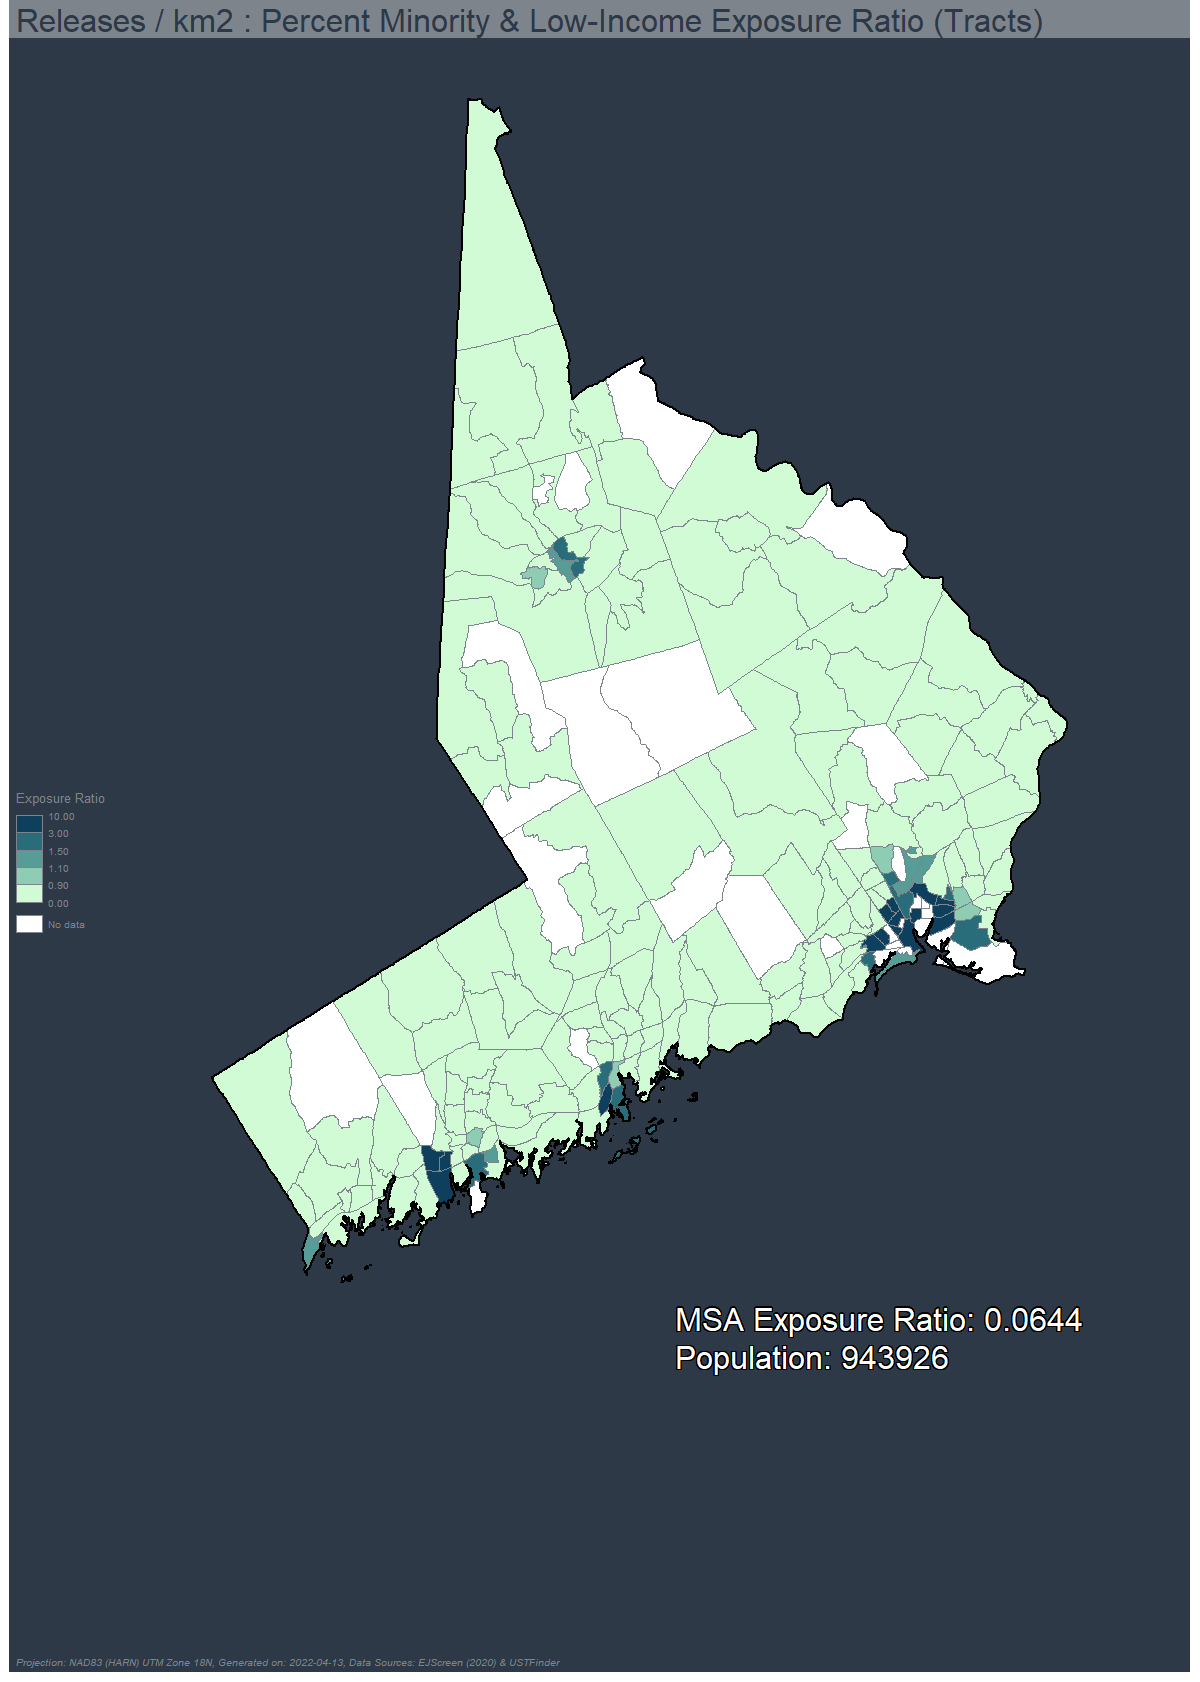 Releases / km2 : Percent Minority & Low-Income Exposure Ratio (Tracts)
Exposure Ratio
10.00
3.00
1.50
1.10
0.90
0.00
No data
MSA Exposure Ratio: 0.0644
Population: 943926
Projection: NAD83 (HARN) UTM Zone 18N, Generated on: 2022-04-13, Data Sources: EJScreen (2020) & USTFinder